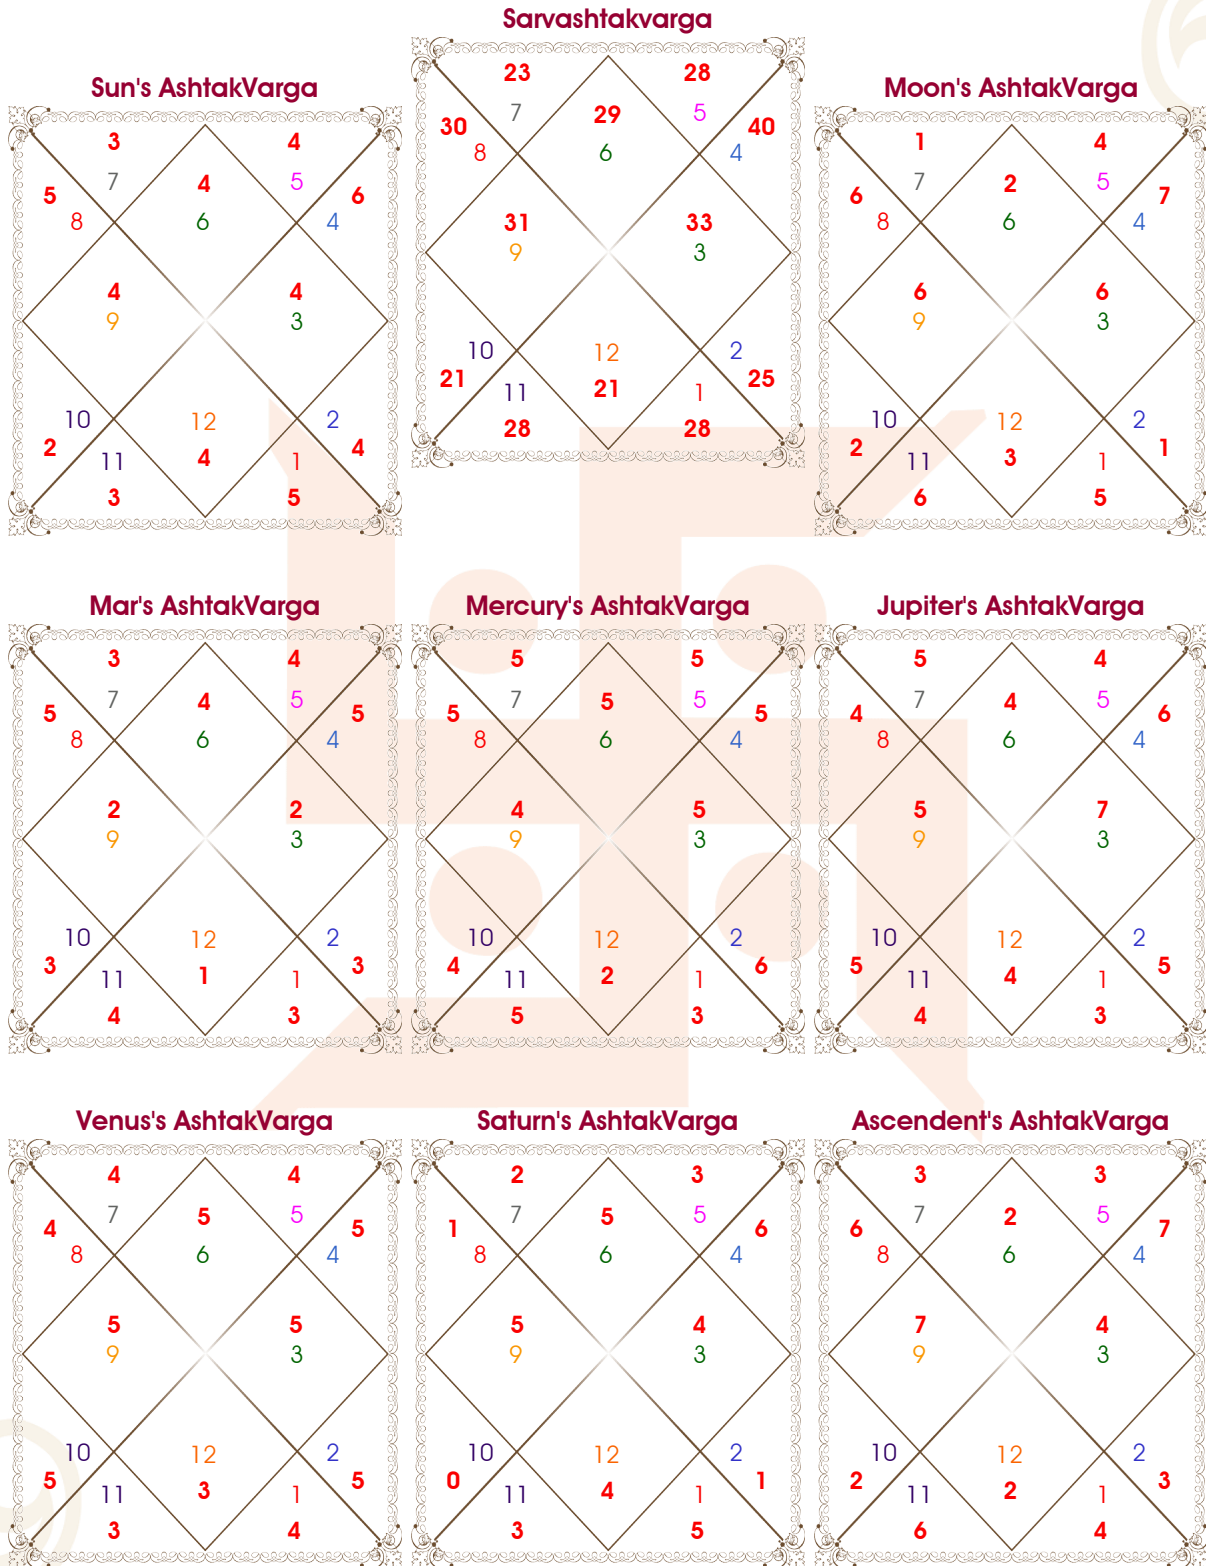 Sarvashtakvarga
23 28
7 29 5
30 40
8 6 4
31 33
9 3
10 12 2
21 21 25
11 1
28 28
Sun's AshtakVarga
3 4
7 4 5
5 6
8 6 4
4 4
9 3
10 12 2
2 4 4
11 1
3 5
Moon's AshtakVarga
1 4
7 2 5
6 7
8 6 4
6 6
9 3
10 12 2
2 3 1
11 1
6 5
Mar's AshtakVarga
3 4
7 4 5
5 5
8 6 4
2 2
9 3
10 12 2
3 1 3
11 1
4 3
Mercury's AshtakVarga
5 5
7 5 5
5 5
8 6 4
4 5
9 3
10 12 2
4 2 6
11 1
5 3
Jupiter's AshtakVarga
5 4
7 4 5
4 6
8 6 4
5 7
9 3
10 12 2
5 4 5
11 1
4 3
Venus's AshtakVarga
4 4
7 5 5
4 5
8 6 4
5 5
9 3
10 12 2
5 3 5
11 1
3 4
Saturn's AshtakVarga
2 3
7 5 5
1 6
8 6 4
5 4
9 3
10 12 2
0 4 1
11 1
3 5
Ascendent's AshtakVarga
3 3
7 2 5
6 7
8 6 4
7 4
9 3
10 12 2
2 2 3
11 1
6 4